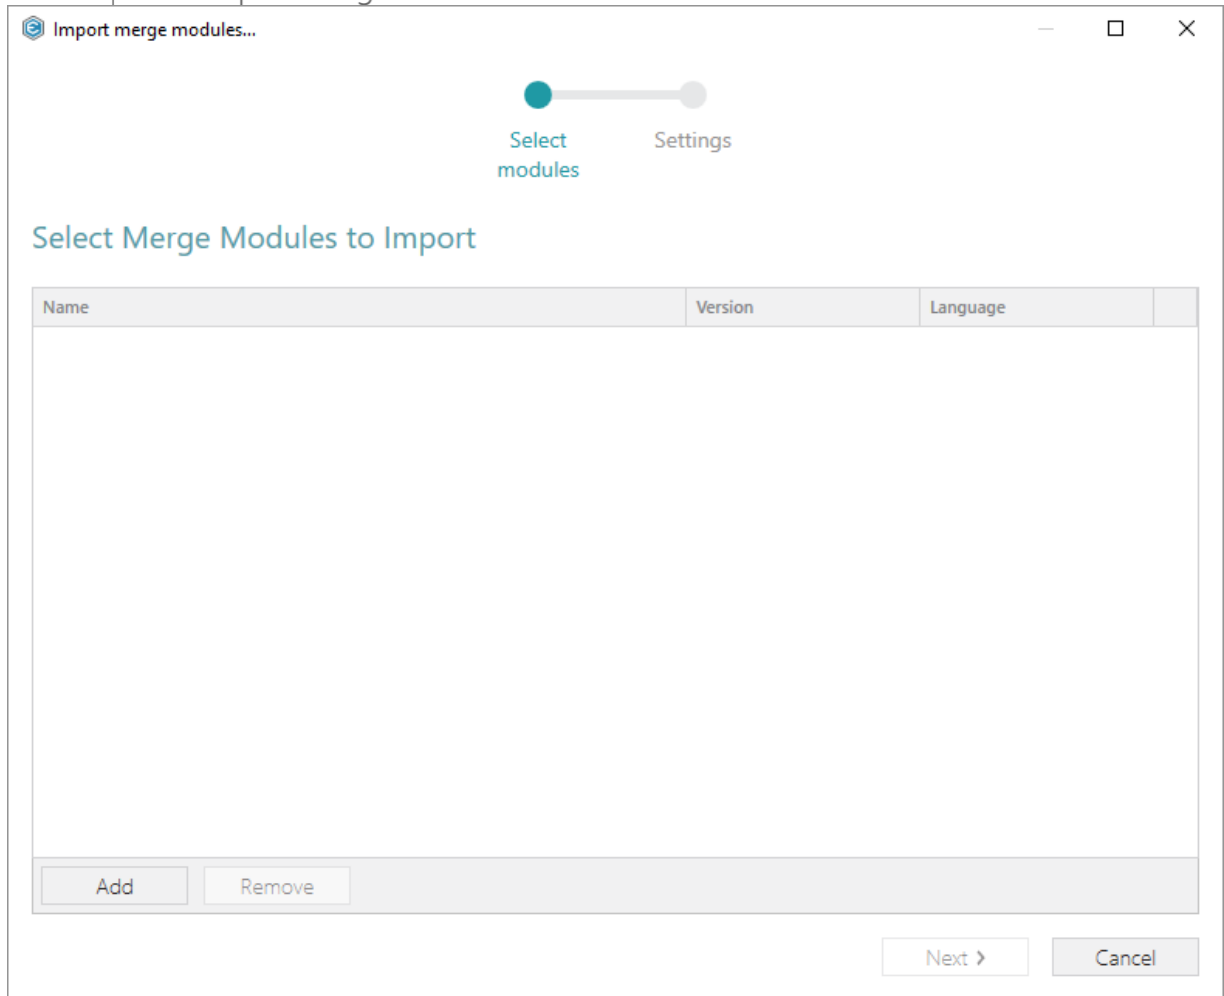 Import merge modules...
Select
modules
Settings
Select Merge Modules to Import
Name Version Language
Add Remove
Next Cancel